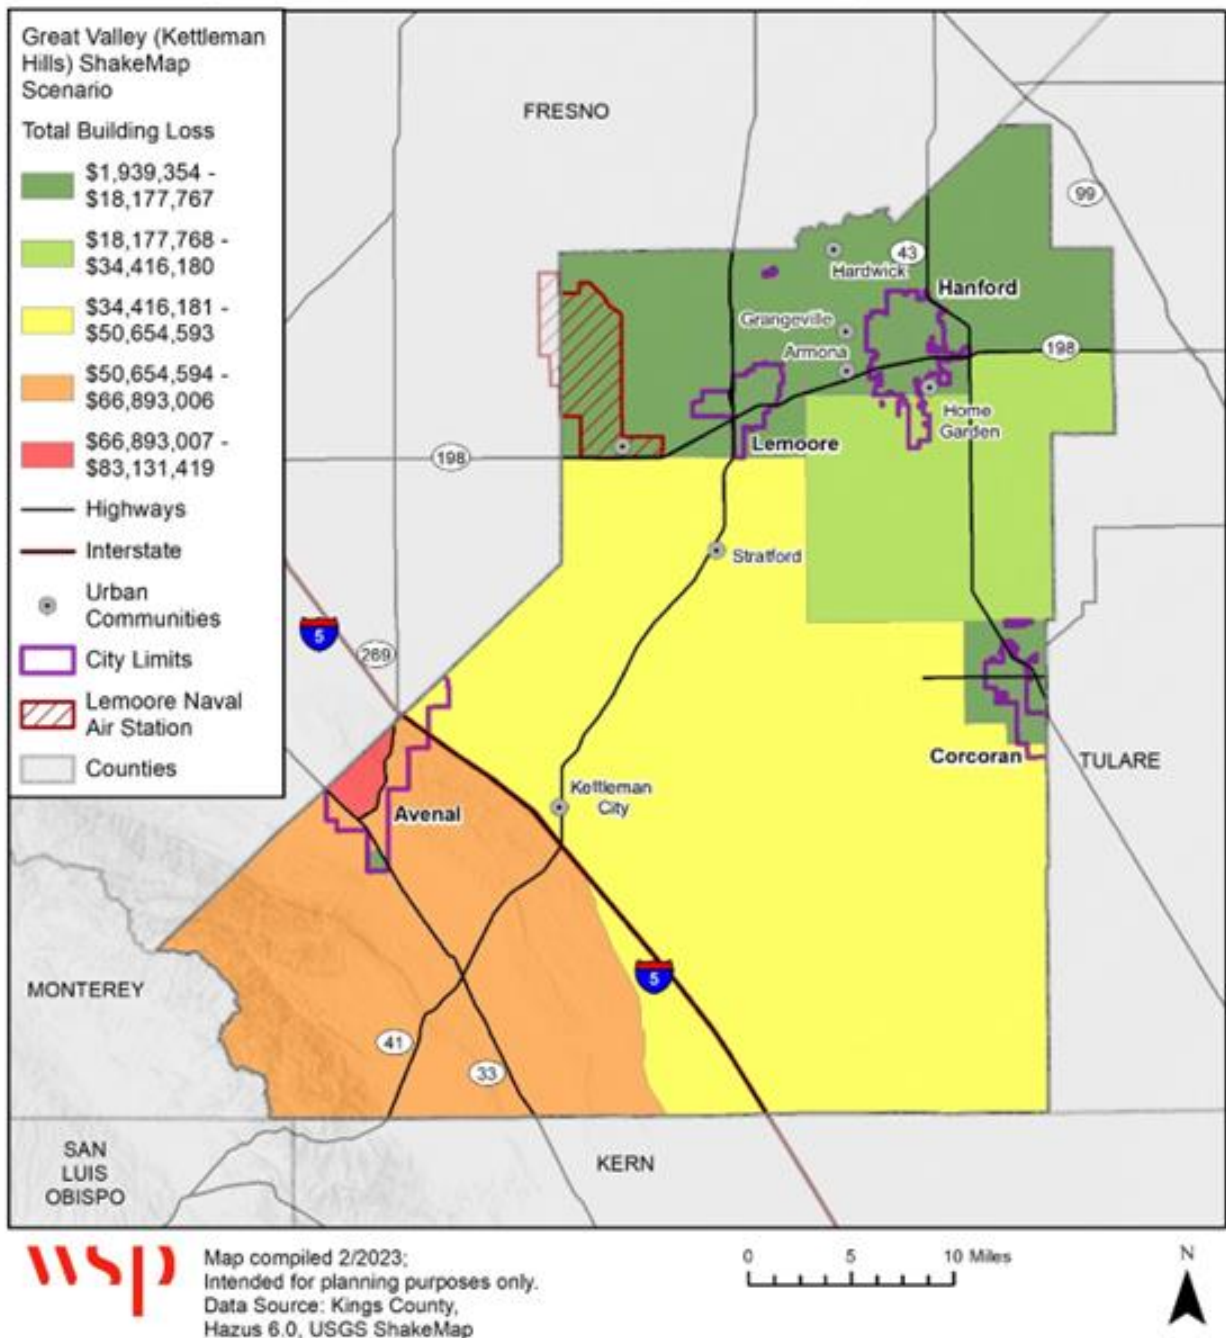 Great Valley (Kettleman
Hills) ShakeMap
Scenario
Total Building Loss
$1,939,354 -
$18,177,767
$18,177,768 -
$34,416,180
$34,416,181 -
$50,654,593
$50,654,594 -
$66,893,006
$66,893,007 -
$83,131,419
Highways
Interstate
Urban
Communities
City Limits
Lemoore Naval
Air Station
Counties
FRESNO
99
43
Hardwick
Hanford
Grangeville
Armona
198
Home
Garden
Lemoore
198
Stratford
5
269
Corcoran
TULARE
Kettleman
City
Avenal
5
MONTEREY
41
33
SAN
LUIS
OBISPO
KERN
wsp
Map compiled 2/2023;
Intended for planning purposes only.
Data Source: Kings County,
Hazus 6.0, USGS ShakeMap
0 5 10 Miles
N